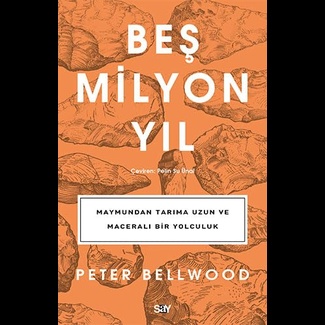 BEŞ
MİLYON
YIL
Çeviren: Pelin Su Ünal
MAYMUNDAN TARIMA UZUN VE
MACERALI BİR YOLCULUK
PETER BELLWOOD
say